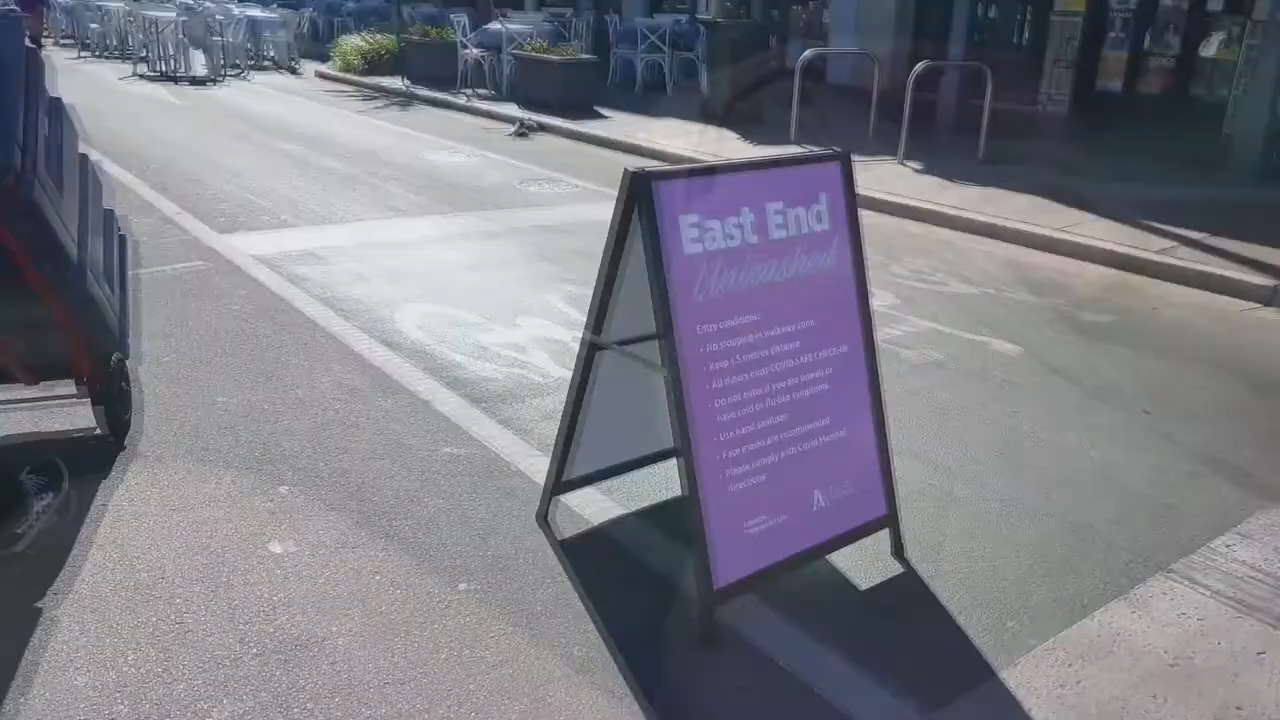 East End
Unleashed
Entry conditions:
• No stopping in walkway zone
• Keep 1.5 metres distance
• All diners must COVID SAFE CHECK-IN
• Do not enter if you are unwell or
have cold or flu-like symptoms
• Use hand sanitiser
• Face masks are recommended
• Please comply with Covid Marshal
directions